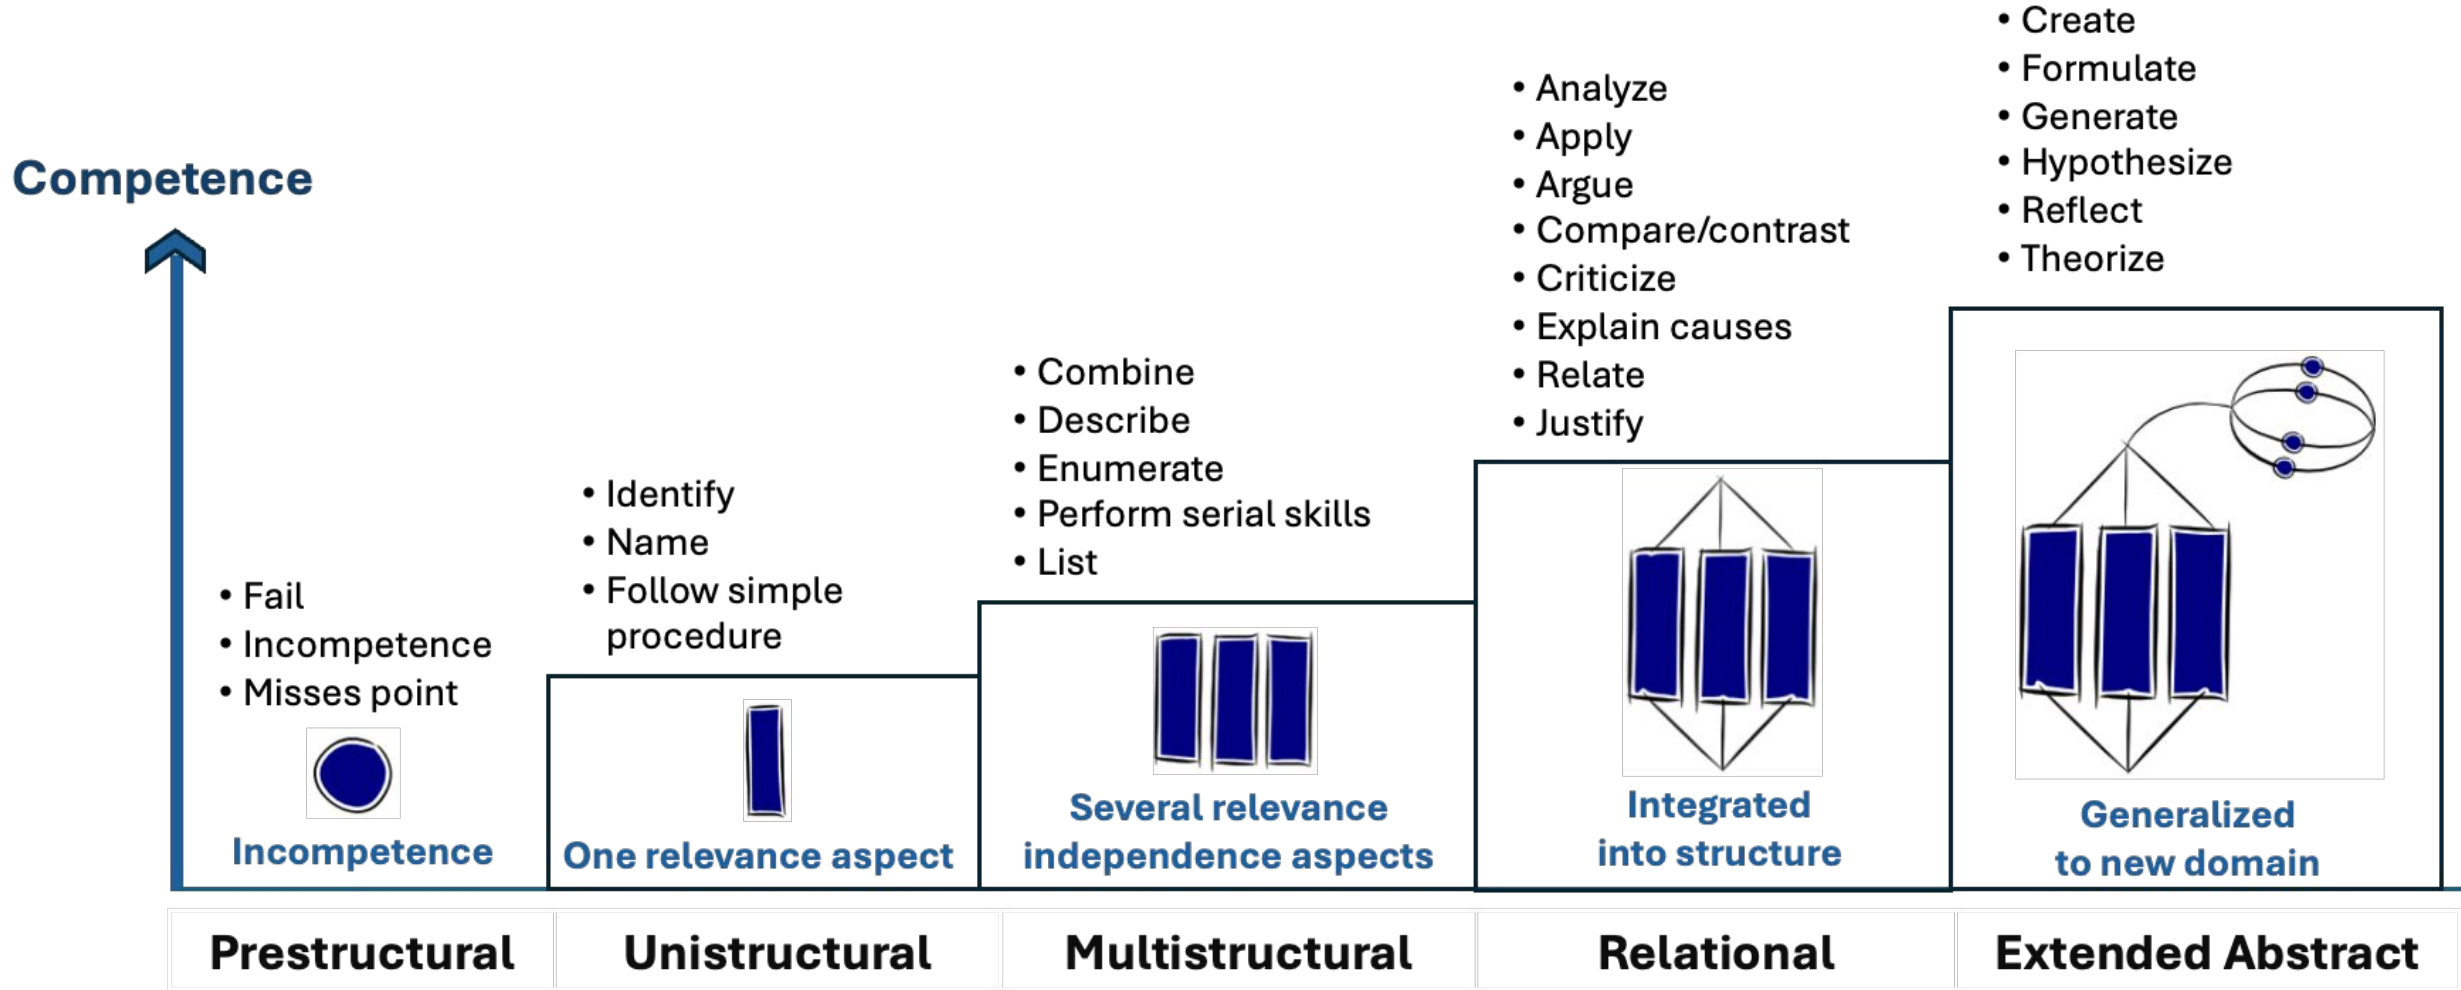 Competence
• Fail
• Incompetence
• Misses point
Incompetence
Prestructural
• Identify
• Name
• Follow simple
procedure
One relevance aspect
Unistructural
• Combine
• Describe
• Enumerate
• Perform serial skills
• List
Several relevance
independence aspects
Multistructural
• Analyze
• Apply
• Argue
• Compare/contrast
• Criticize
• Explain causes
• Relate
• Justify
Integrated
into structure
Relational
• Create
• Formulate
• Generate
• Hypothesize
• Reflect
• Theorize
Generalized
to new domain
Extended Abstract